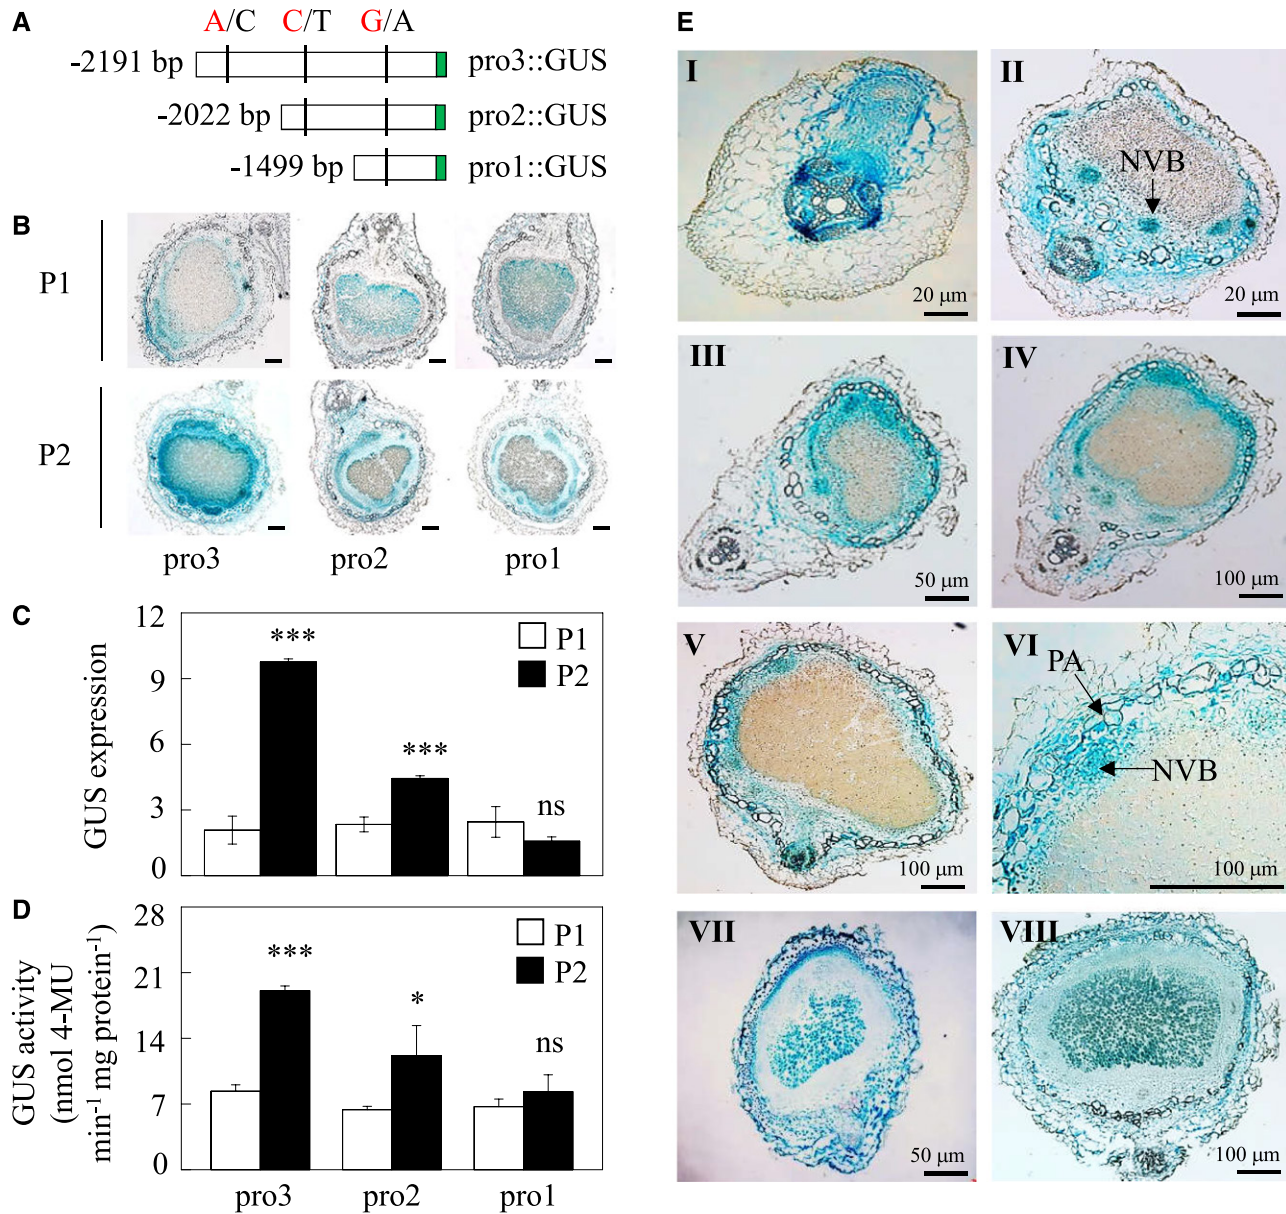 A
A/C C/T G/A
-2191 bp pro3::GUS
-2022 bp pro2::GUS
-1499 bp pro1::GUS
B
P1
P2
pro3 pro2 pro1
C
GUS expression
12
9
6
3
0
*** *** ns
P1
P2
D
GUS activity
(nmol 4-MU
min⁻¹ mg protein⁻¹)
28
21
14
7
0
*** * ns
P1
P2
pro3 pro2 pro1
E
I
20 µm
II
NVB
20 µm
III
50 µm
IV
100 µm
V
100 µm
VI
PA
NVB
100 µm
VII
50 µm
VIII
100 µm